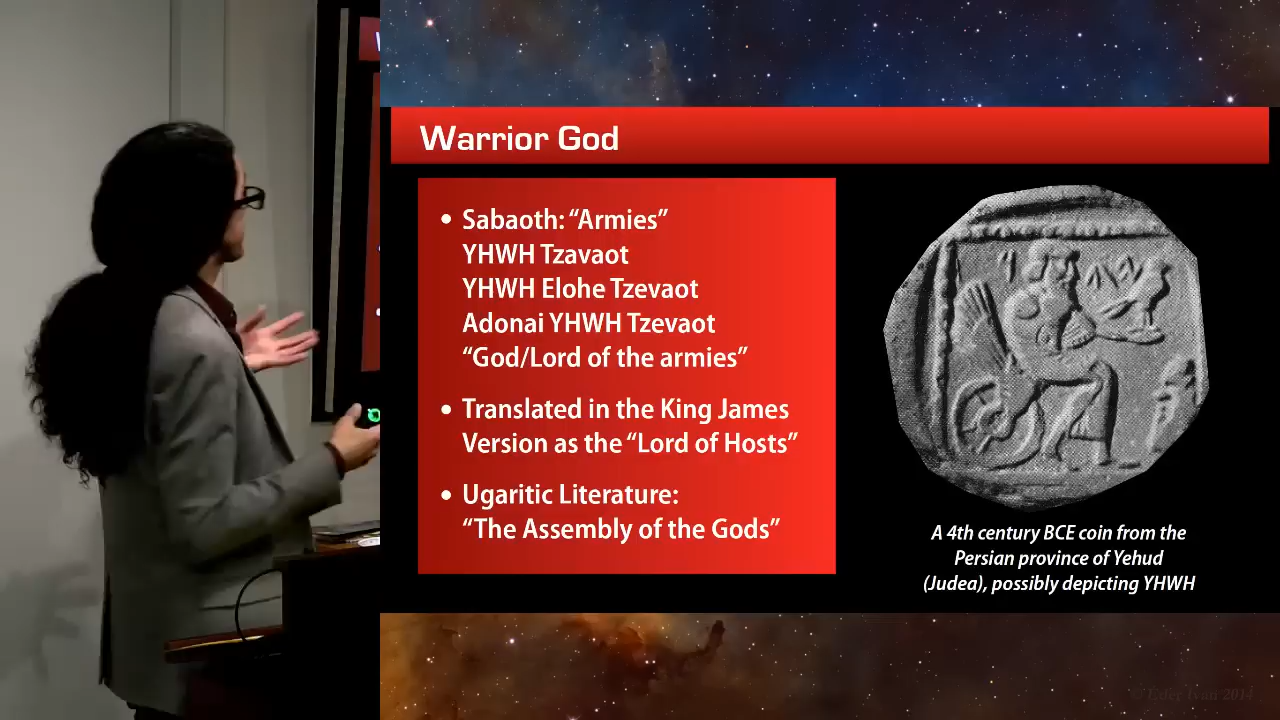 Warrior God
• Sabaoth: “Armies”
YHWH Tzavaot
YHWH Elohe Tzevaot
Adonai YHWH Tzevaot
“God/Lord of the armies”
• Translated in the King James
Version as the “Lord of Hosts”
• Ugaritic Literature:
“The Assembly of the Gods”
A 4th century BCE coin from the
Persian province of Yehud
(Judea), possibly depicting YHWH